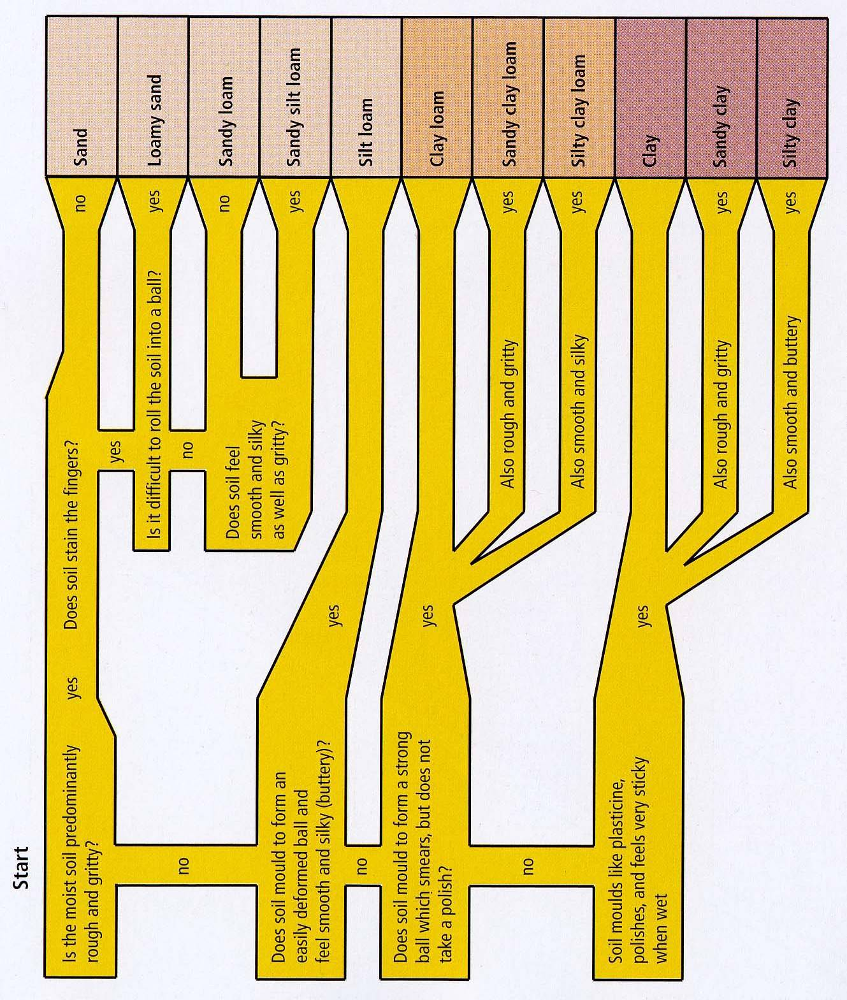 Start
Is the moist soil predominantly
rough and gritty?
yes
Does soil stain the fingers?
no
Sand
yes
Is it difficult to roll the soil into a ball?
yes
Loamy sand
no
Does soil feel
smooth and silky
as well as gritty?
no
Sandy loam
yes
Sandy silt loam
no
Does soil mould to form an
easily deformed ball and
feel smooth and silky (buttery)?
yes
Silt loam
no
Does soil mould to form a strong
ball which smears, but does not
take a polish?
yes
Clay loam
Also rough and gritty
yes
Sandy clay loam
Also smooth and silky
yes
Silty clay loam
no
Soil moulds like plasticine,
polishes, and feels very sticky
when wet
yes
Clay
Also rough and gritty
yes
Sandy clay
Also smooth and buttery
yes
Silty clay